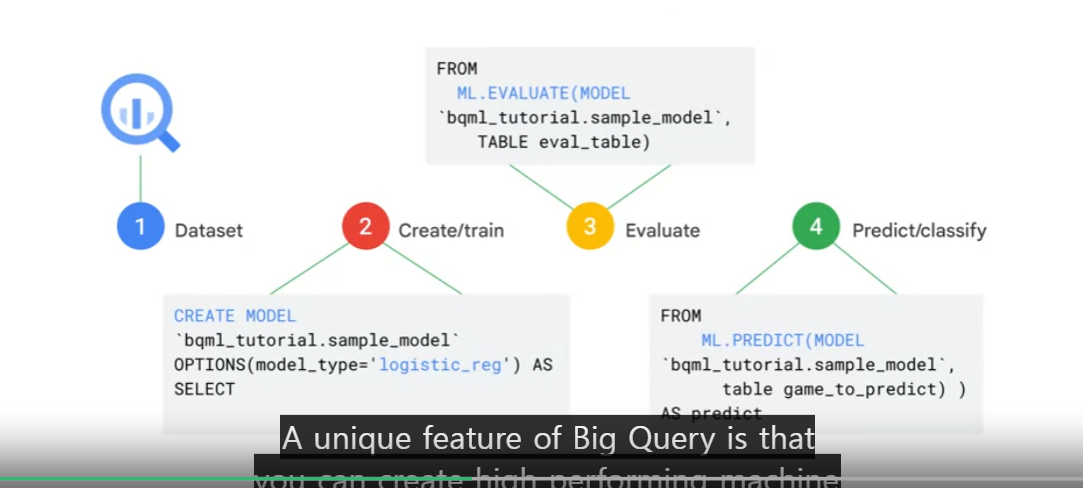 FROM
ML.EVALUATE(MODEL
`bqml_tutorial.sample_model`,
TABLE eval_table)
1 Dataset
2 Create/train
3 Evaluate
4 Predict/classify
CREATE MODEL
`bqml_tutorial.sample_model`
OPTIONS(model_type='logistic_reg') AS
SELECT
FROM
ML.PREDICT(MODEL
`bqml_tutorial.sample_model`,
table game_to_predict) )
AS predict
A unique feature of Big Query is that
you can create high performing machine